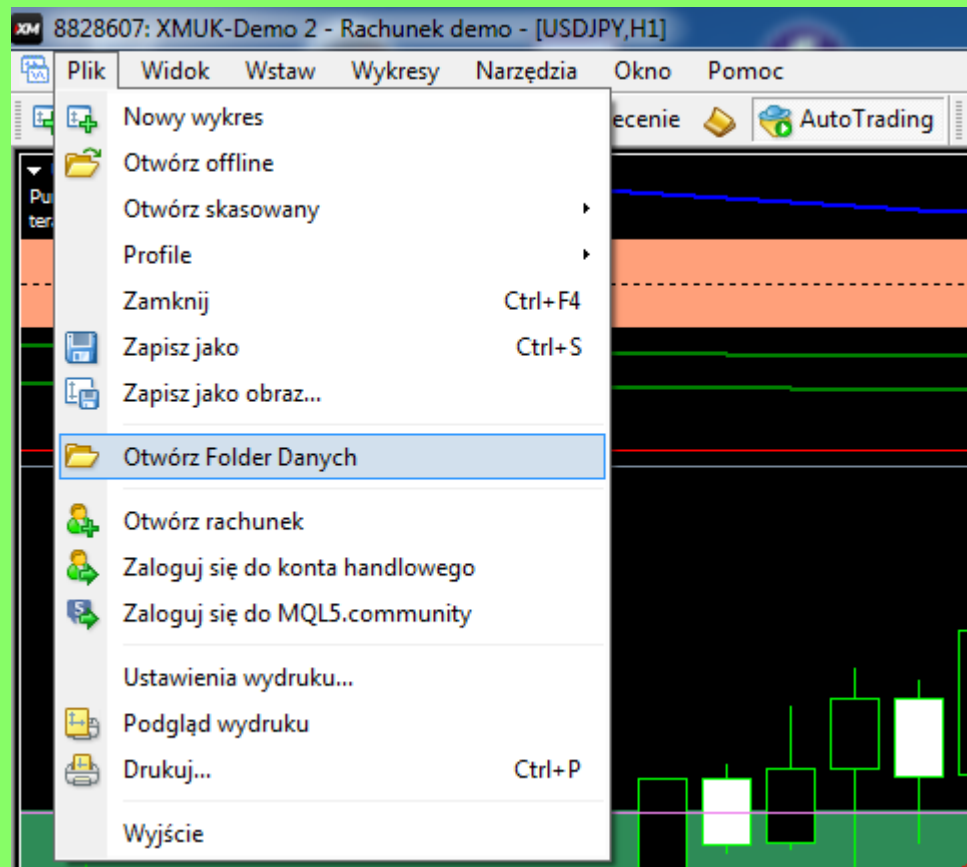 XM 8828607: XMUK-Demo 2 - Rachunek demo - [USDJPY,H1]
Plik Widok Wstaw Wykresy Narzędzia Okno Pomoc
AutoTrading
Nowy wykres
Otwórz offline
Otwórz skasowany
Profile
Zamknij Ctrl+F4
Zapisz jako Ctrl+S
Zapisz jako obraz...
Otwórz Folder Danych
Otwórz rachunek
Zaloguj się do konta handlowego
Zaloguj się do MQL5.community
Ustawienia wydruku...
Podgląd wydruku
Drukuj... Ctrl+P
Wyjście